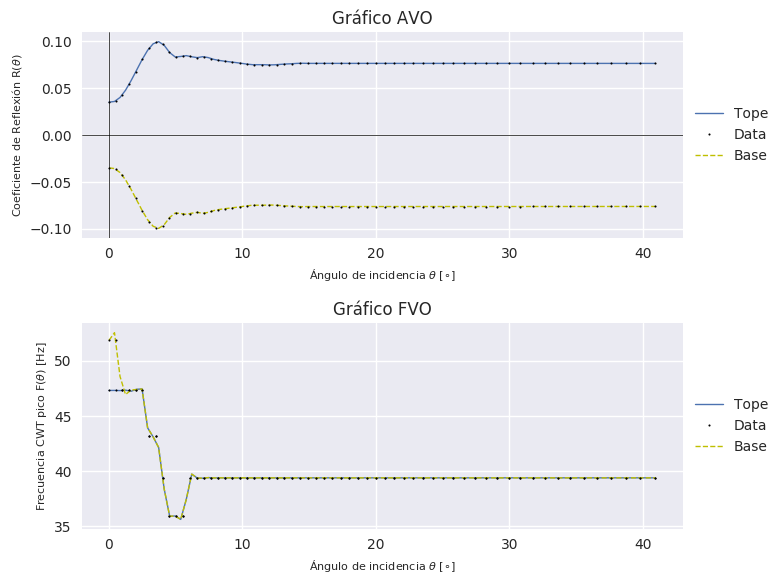 Gráfico AVO
Coeficiente de Reflexión R(θ)
0.10
0.05
0.00
−0.05
−0.10
0 10 20 30 40
Ángulo de incidencia θ [∘]
Tope
Data
Base
Gráfico FVO
Frecuencia CWT pico F(θ) [Hz]
50
45
40
35
0 10 20 30 40
Ángulo de incidencia θ [∘]
Tope
Data
Base